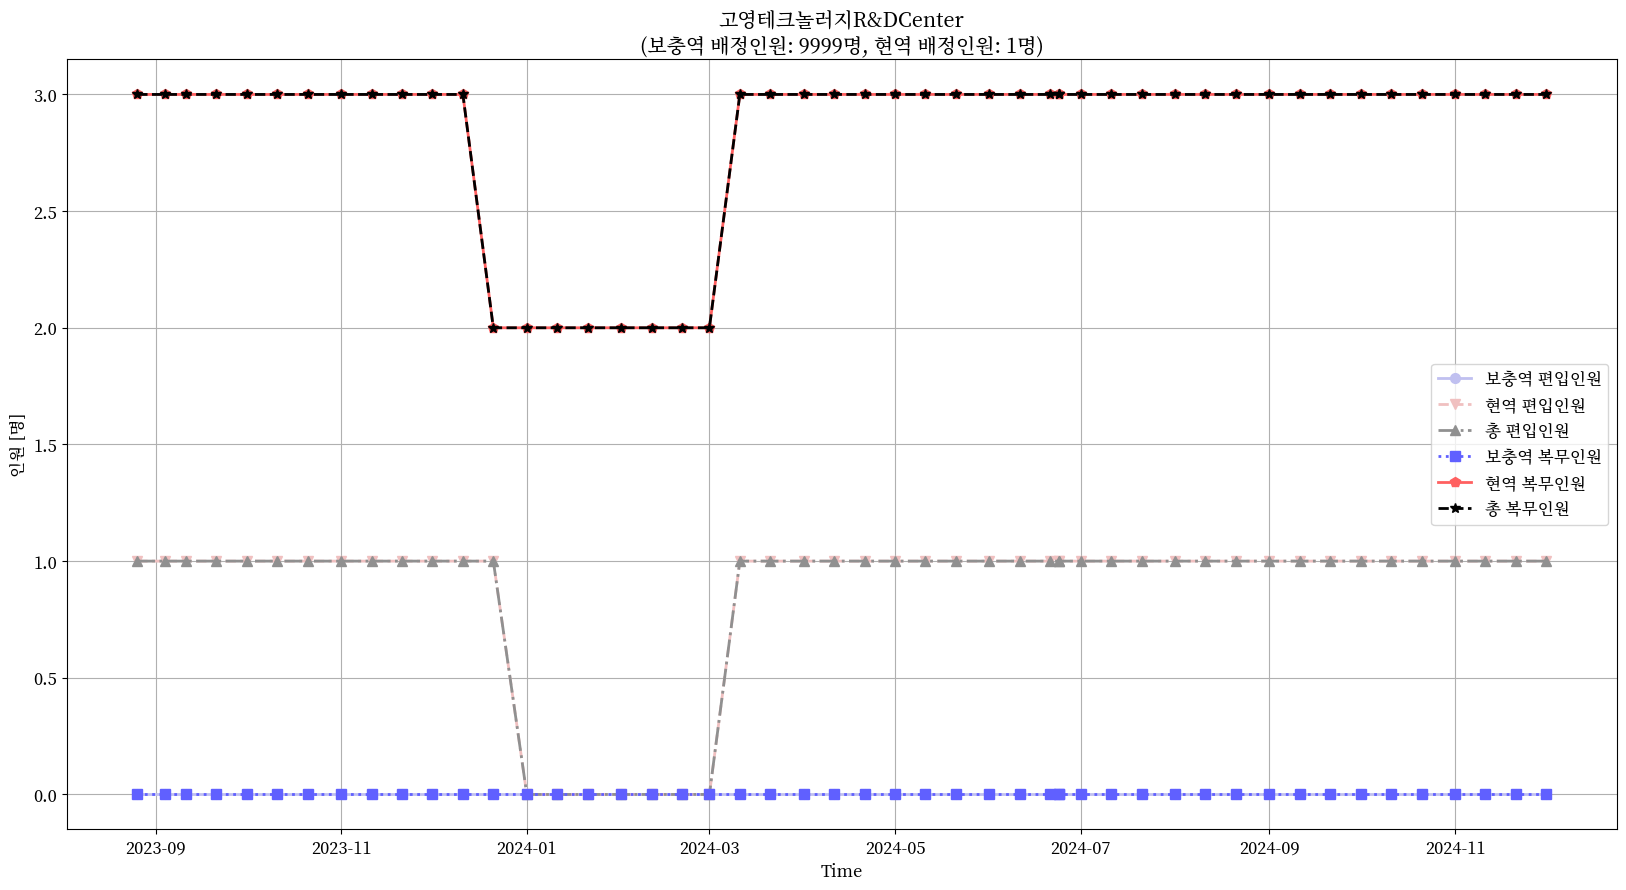 고영테크놀러지R&DCenter
(보충역 배정인원: 9999명, 현역 배정인원: 1명)
3.0
2.5
2.0
1.5
1.0
0.5
0.0
인원 [명]
보충역 편입인원
현역 편입인원
총 편입인원
보충역 복무인원
현역 복무인원
총 복무인원
2023-09 2023-11 2024-01 2024-03 2024-05 2024-07 2024-09 2024-11
Time